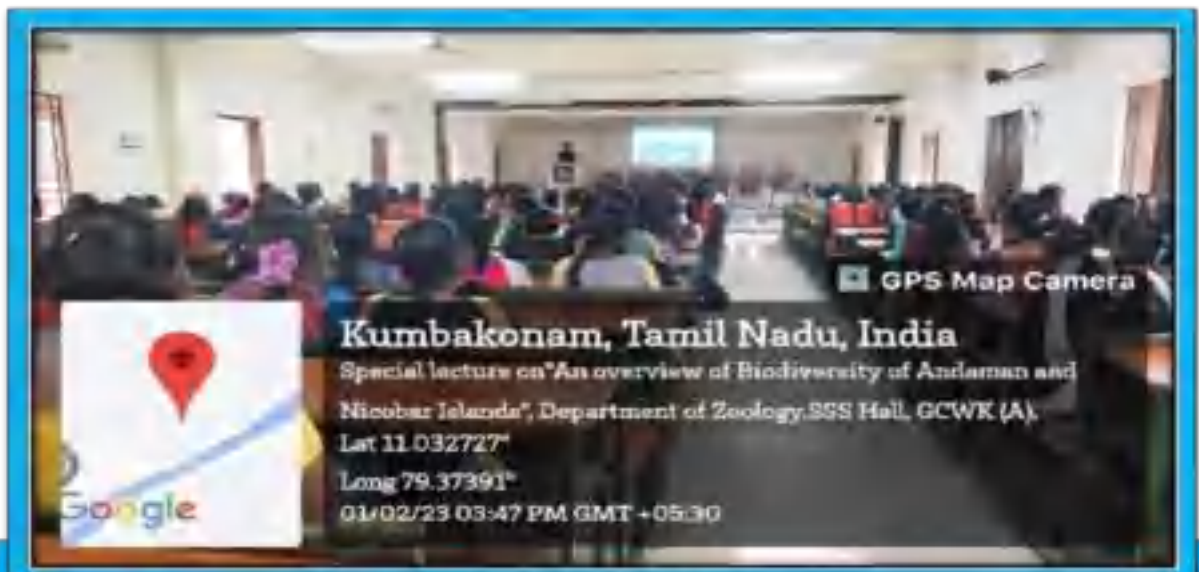 GPS Map Camera
Kumbakonam, Tamil Nadu, India
Special lecture on"An overview of Biodiversity of Andaman and
Nicobar Islands", Department of Zoology.SSS Hall, GCWK (A).
Lat 11.032727°
Long 79.37391°
01/02/23 03:47 PM GMT +05:30
Google